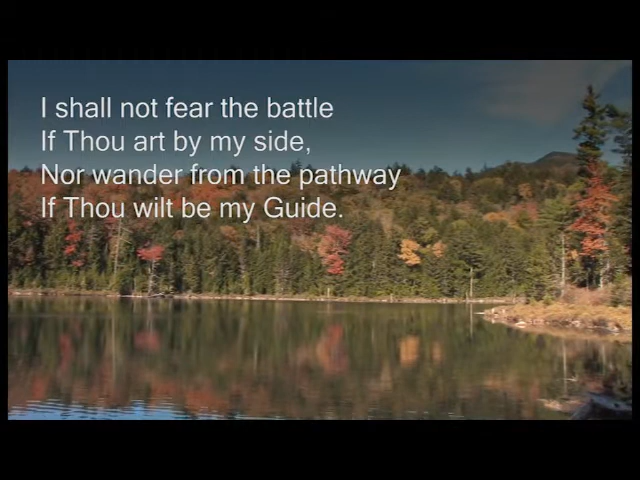 I shall not fear the battle
If Thou art by my side,
Nor wander from the pathway
If Thou wilt be my Guide.